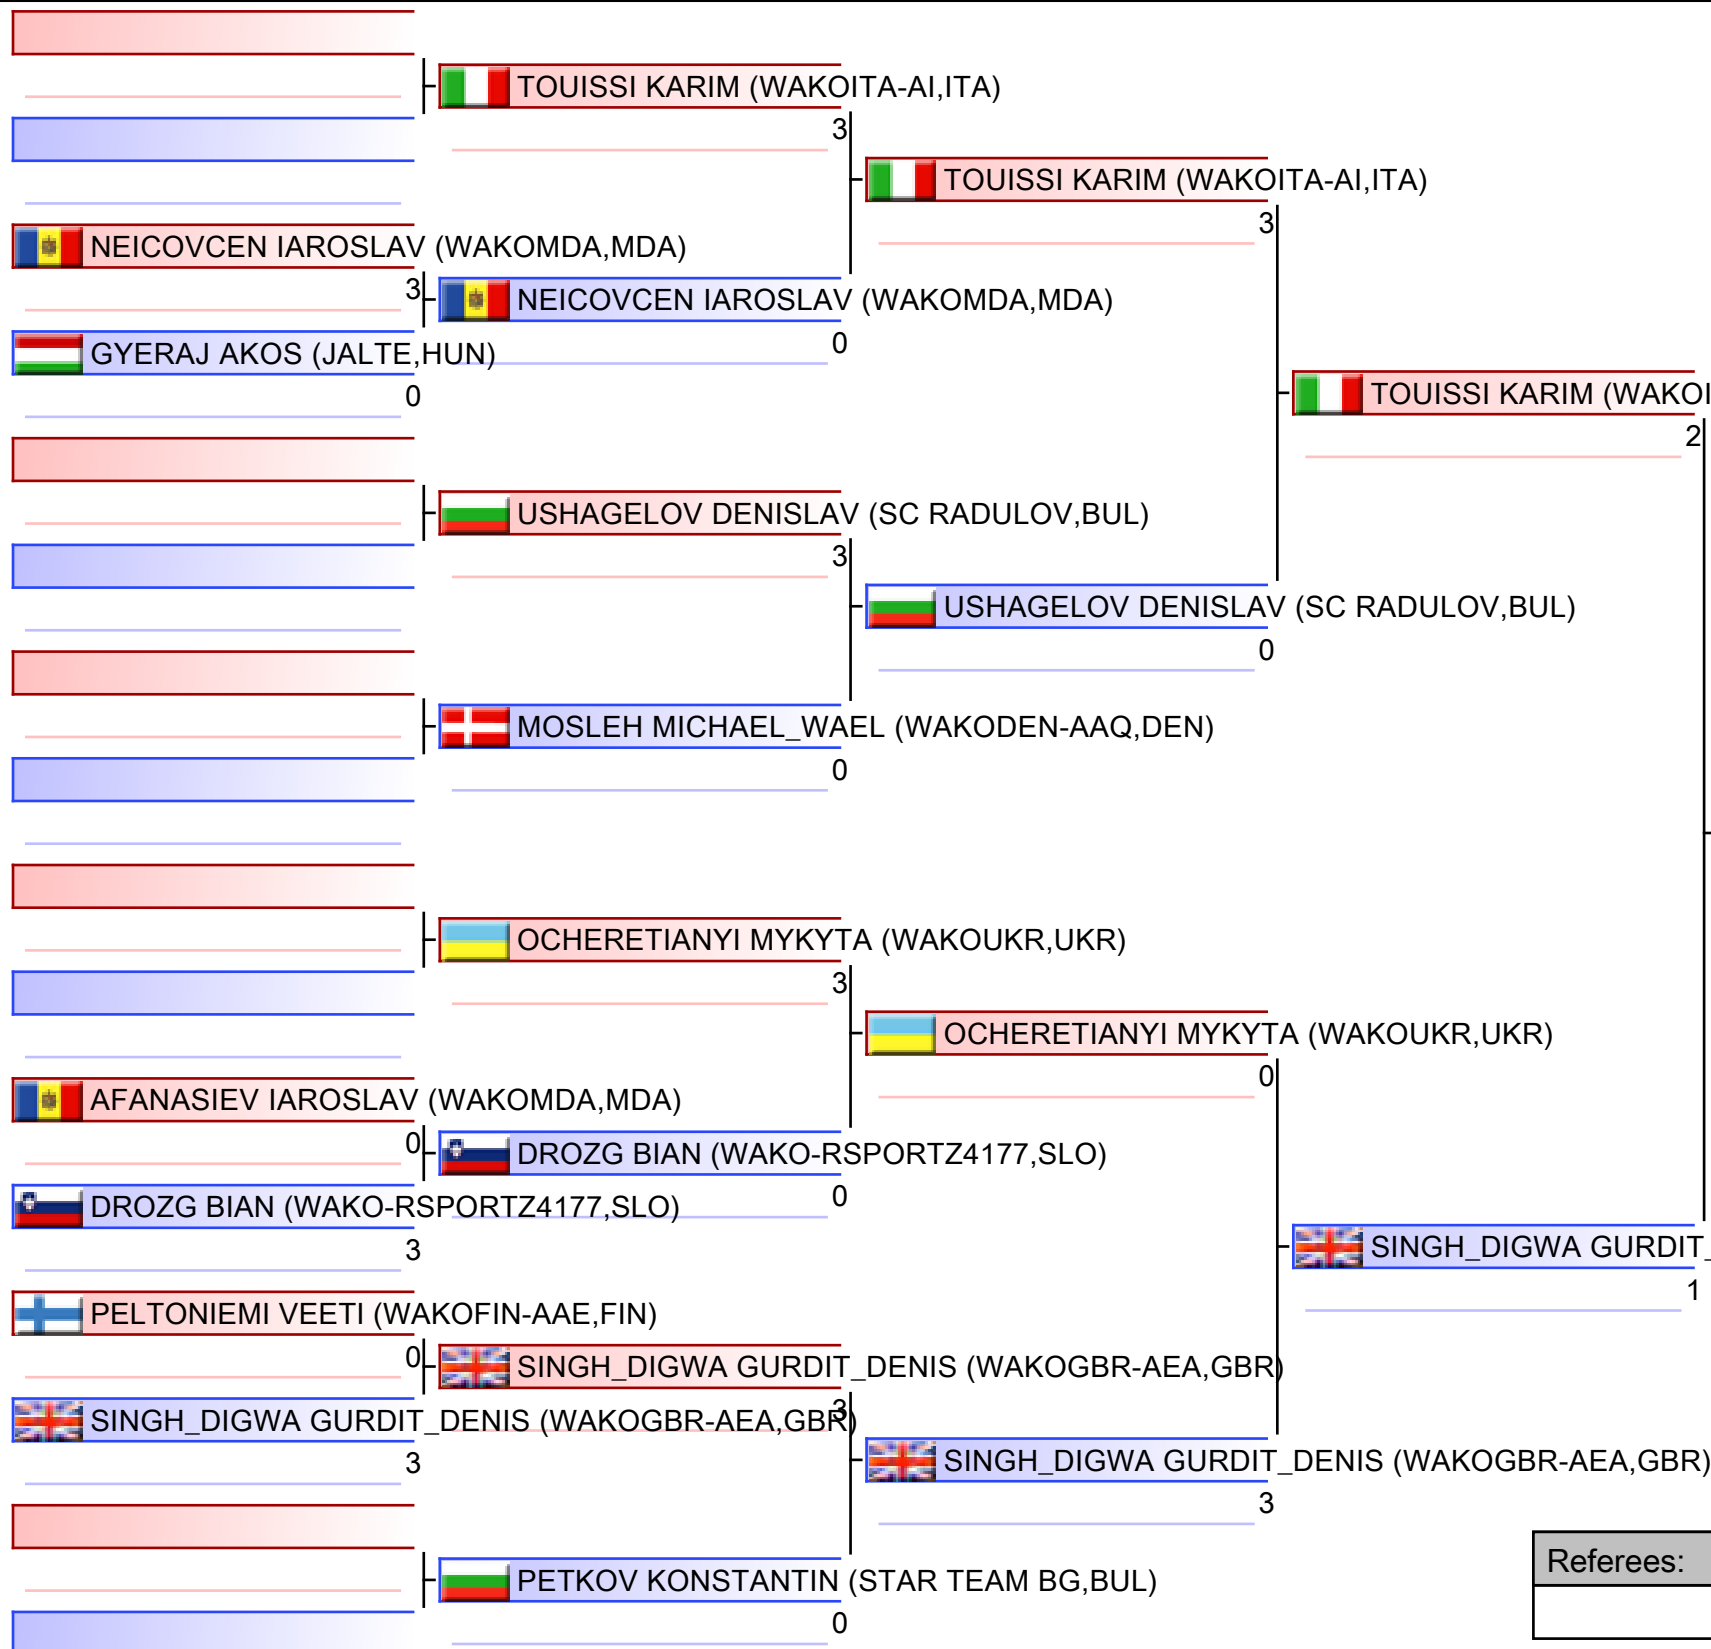 TOUISSI KARIM (WAKOITA-AI,ITA)
3
TOUISSI KARIM (WAKOITA-AI,ITA)
3
NEICOVCEN IAROSLAV (WAKOMDA,MDA)
3
NEICOVCEN IAROSLAV (WAKOMDA,MDA)
0
GYERAJ AKOS (JALTE,HUN)
0
TOUISSI KARIM (WAKOI
2
USHAGELOV DENISLAV (SC RADULOV,BUL)
3
USHAGELOV DENISLAV (SC RADULOV,BUL)
0
MOSLEH MICHAEL_WAEL (WAKODEN-AAQ,DEN)
0
OCHERETIANYI MYKYTA (WAKOUKR,UKR)
3
OCHERETIANYI MYKYTA (WAKOUKR,UKR)
0
AFANASIEV IAROSLAV (WAKOMDA,MDA)
0
DROZG BIAN (WAKO-RSPORTZ4177,SLO)
0
DROZG BIAN (WAKO-RSPORTZ4177,SLO)
3
SINGH_DIGWA GURDIT_
1
PELTONIEMI VEETI (WAKOFIN-AAE,FIN)
0
SINGH_DIGWA GURDIT_DENIS (WAKOGBR-AEA,GBR)
3
SINGH_DIGWA GURDIT_DENIS (WAKOGBR-AEA,GBR)
3
SINGH_DIGWA GURDIT_DENIS (WAKOGBR-AEA,GBR)
3
PETKOV KONSTANTIN (STAR TEAM BG,BUL)
0
Referees: